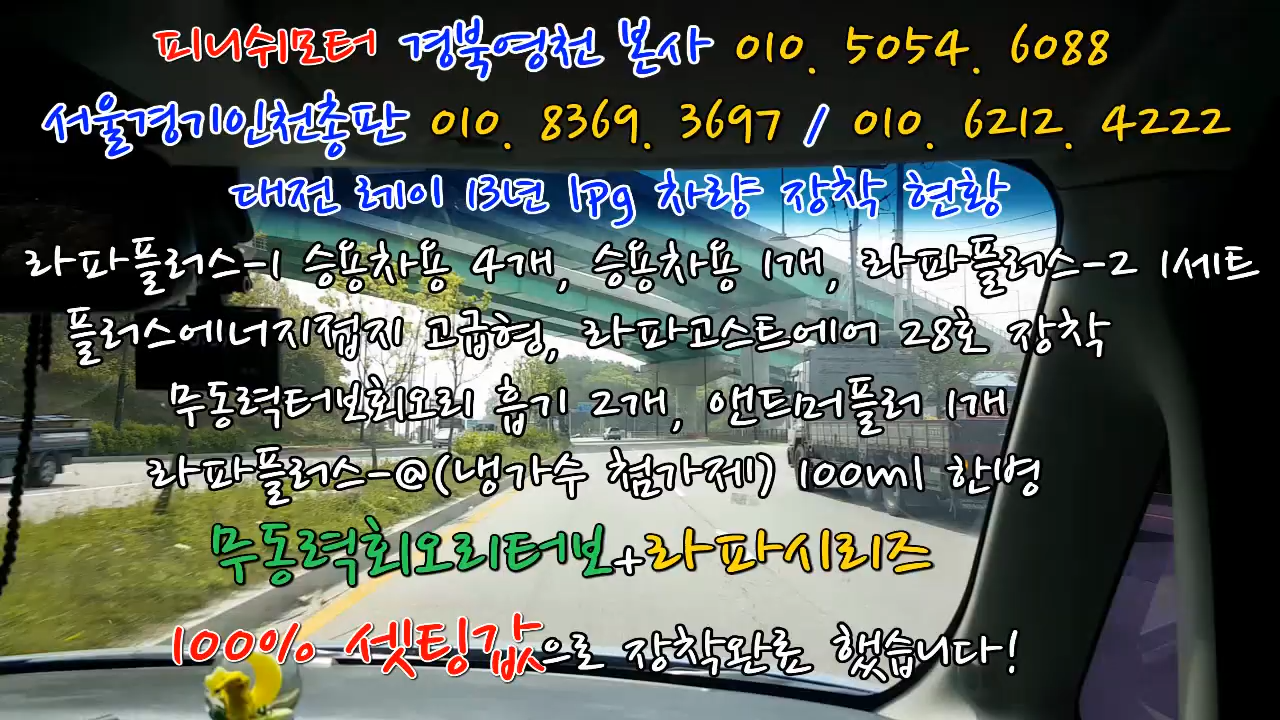 피니쉬모터 경북영천 본사 010. 5054. 6088
서울경기인천총판 010. 8369. 3697 / 010. 6212. 4222
대전 레이 13년 lpg 차량 장착 현황
라파플러스-1 승용차용 4개, 승용차용 1개, 라파플러스-2 1세트
플러스에너지접지 고급형, 라파고스트에어 28호 장착
무동력터보회오리 흡기 2개, 앤드머플러 1개
라파플러스-@(냉가수 첨가제) 100ml 한병
무동력회오리터보+라파시리즈
100% 셋팅값으로 장착완료 했습니다!